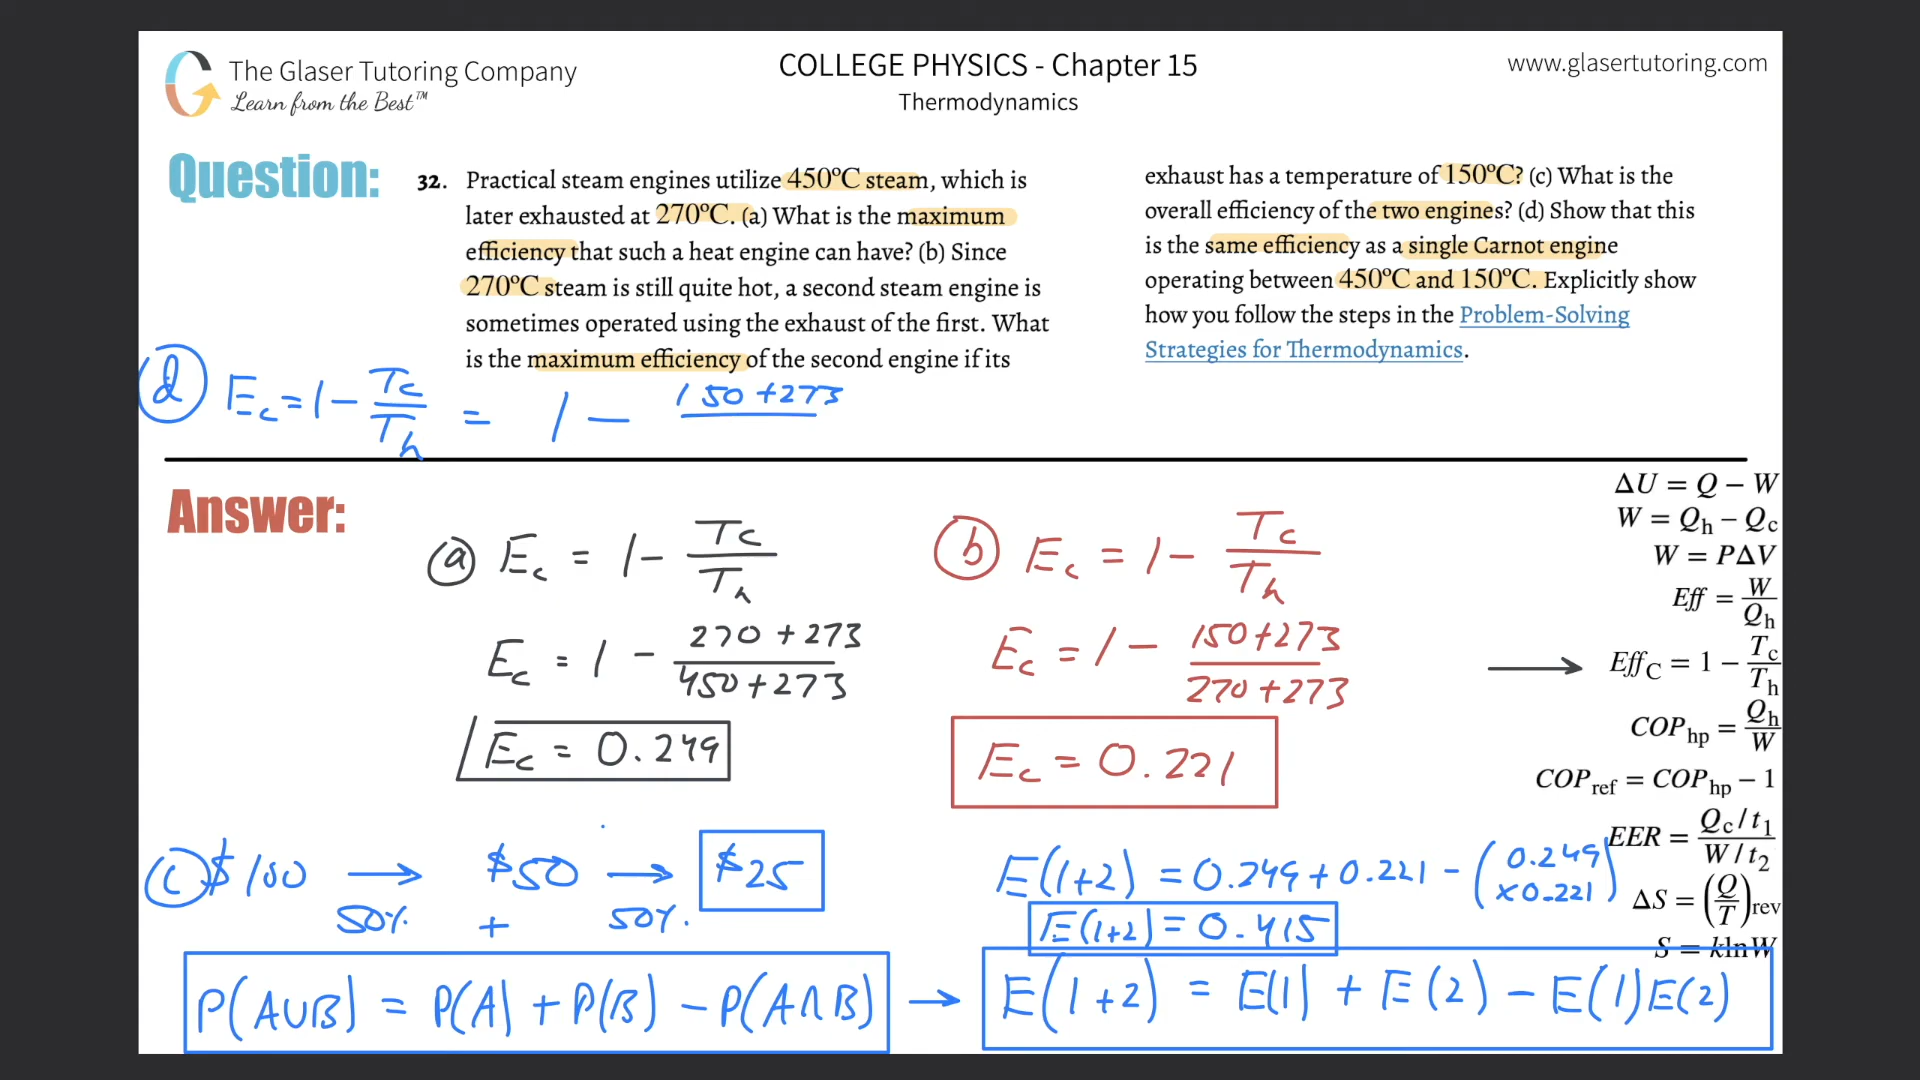 The Glaser Tutoring Company
Learn from the Best™
COLLEGE PHYSICS - Chapter 15
Thermodynamics
www.glasertutoring.com
Question:
32. Practical steam engines utilize 450ºC steam, which is
later exhausted at 270ºC. (a) What is the maximum
efficiency that such a heat engine can have? (b) Since
270ºC steam is still quite hot, a second steam engine is
sometimes operated using the exhaust of the first. What
is the maximum efficiency of the second engine if its
exhaust has a temperature of 150ºC? (c) What is the
overall efficiency of the two engines? (d) Show that this
is the same efficiency as a single Carnot engine
operating between 450ºC and 150ºC. Explicitly show
how you follow the steps in the Problem-Solving
Strategies for Thermodynamics.
(d) Ec = 1 - Tc/Th = 1 - 150+273
Answer:
(a) Ec = 1 - Tc/Th
Ec = 1 - 270+273/450+273
Ec = 0.249
(b) Ec = 1 - Tc/Th
Ec = 1 - 150+273/270+273
Ec = 0.221
ΔU = Q − W
W = Qh − Qc
W = PΔV
Eff = W/Qh
→ EffC = 1 − Tc/Th
COPhp = Qh/W
COPref = COPhp − 1
EER = Qc/t1 / W/t2
ΔS = (Q/T)rev
S = klnW
(c) $100 → $50 → $25
50% + 50%.
E(1+2) = 0.249+0.221 - (0.249 x0.221)
E(1+2) = 0.415
P(A∪B) = P(A) + P(B) - P(A∩B) → E(1+2) = E(1) + E(2) - E(1)E(2)